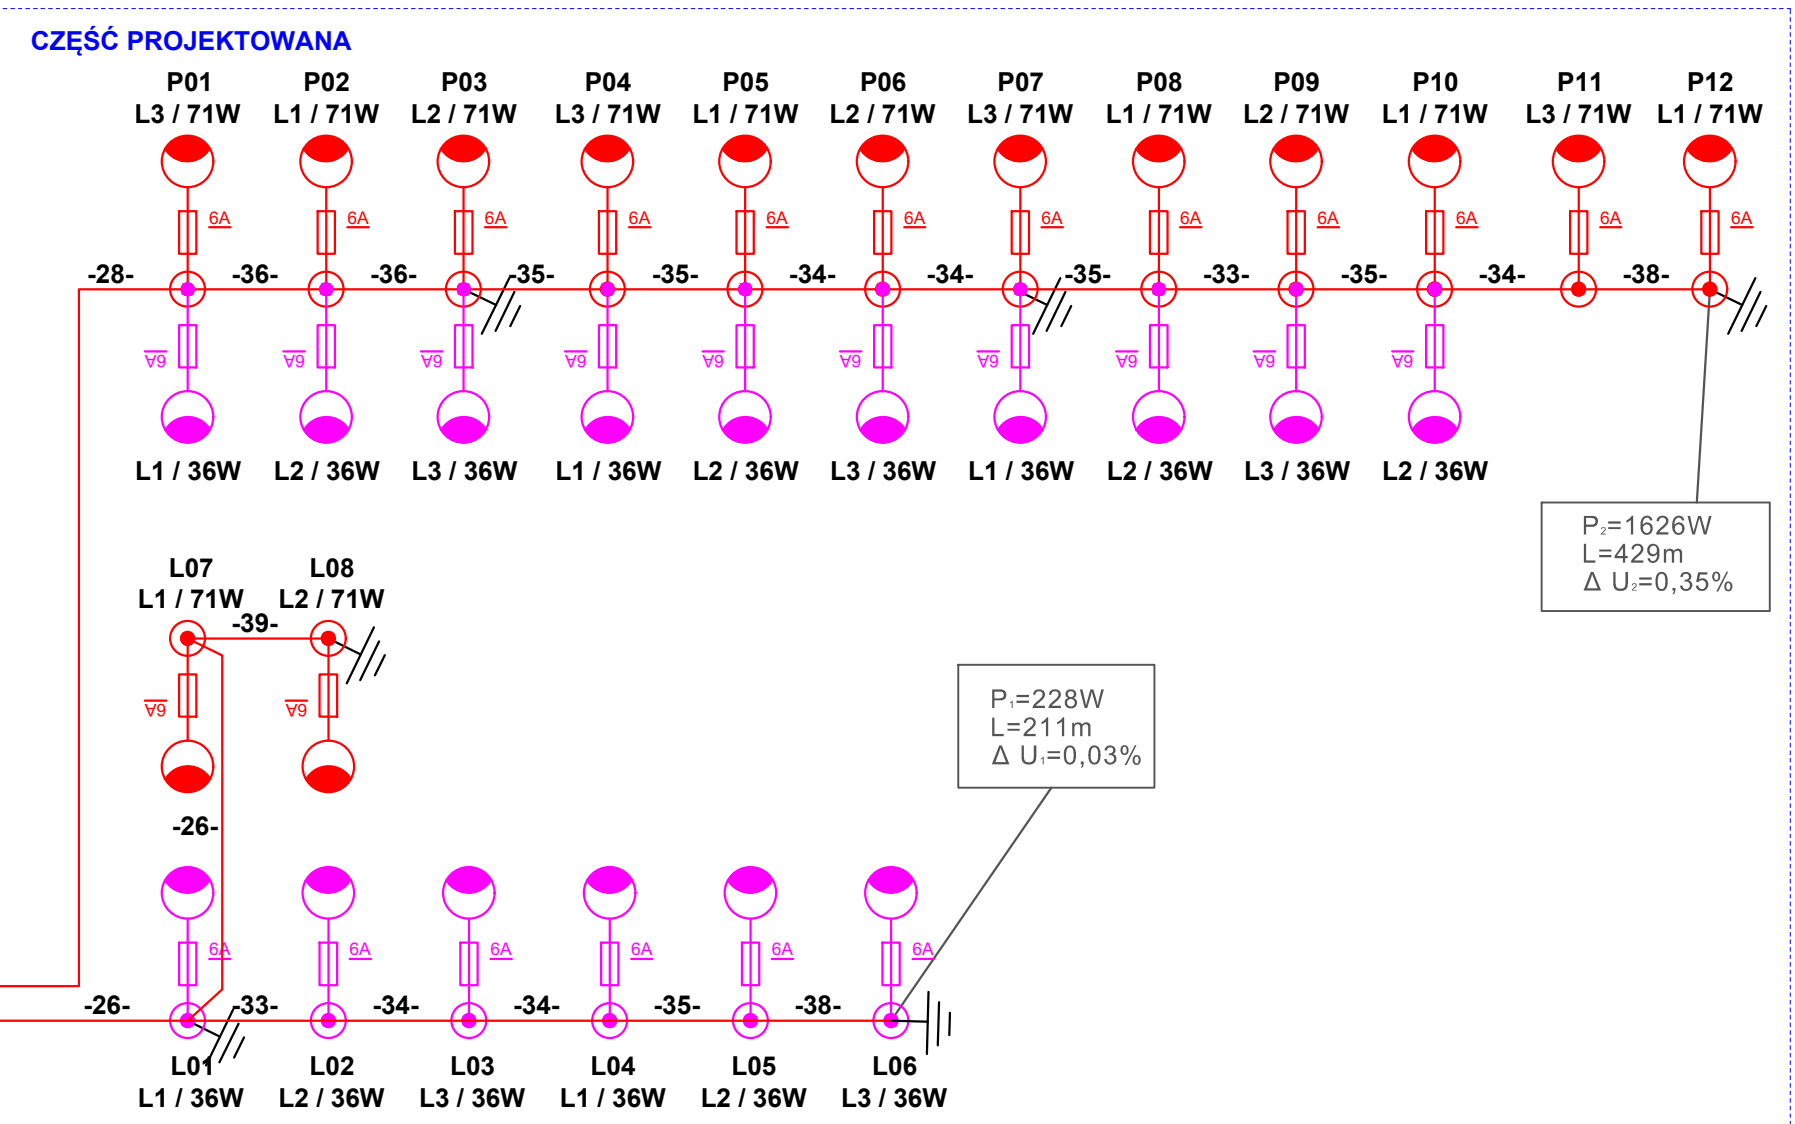 CZĘŚĆ PROJEKTOWANA
P01 P02 P03 P04 P05 P06 P07 P08 P09 P10 P11 P12
L3 / 71W L1 / 71W L2 / 71W L3 / 71W L1 / 71W L2 / 71W L3 / 71W L1 / 71W L2 / 71W L1 / 71W L3 / 71W L1 / 71W
6A 6A 6A 6A 6A 6A 6A 6A 6A 6A 6A 6A
-28- -36- -36- -35- -35- -34- -34- -35- -33- -35- -34- -38-
6A 6A 6A 6A 6A 6A 6A 6A 6A 6A
L1 / 36W L2 / 36W L3 / 36W L1 / 36W L2 / 36W L3 / 36W L1 / 36W L2 / 36W L3 / 36W L2 / 36W
P₂=1626W
L=429m
Δ U₂=0,35%
L07 L08
L1 / 71W L2 / 71W
-39-
6A 6A
P₁=228W
L=211m
Δ U₁=0,03%
-26-
6A 6A 6A 6A 6A 6A
-26- -33- -34- -34- -35- -38-
L01 L02 L03 L04 L05 L06
L1 / 36W L2 / 36W L3 / 36W L1 / 36W L2 / 36W L3 / 36W